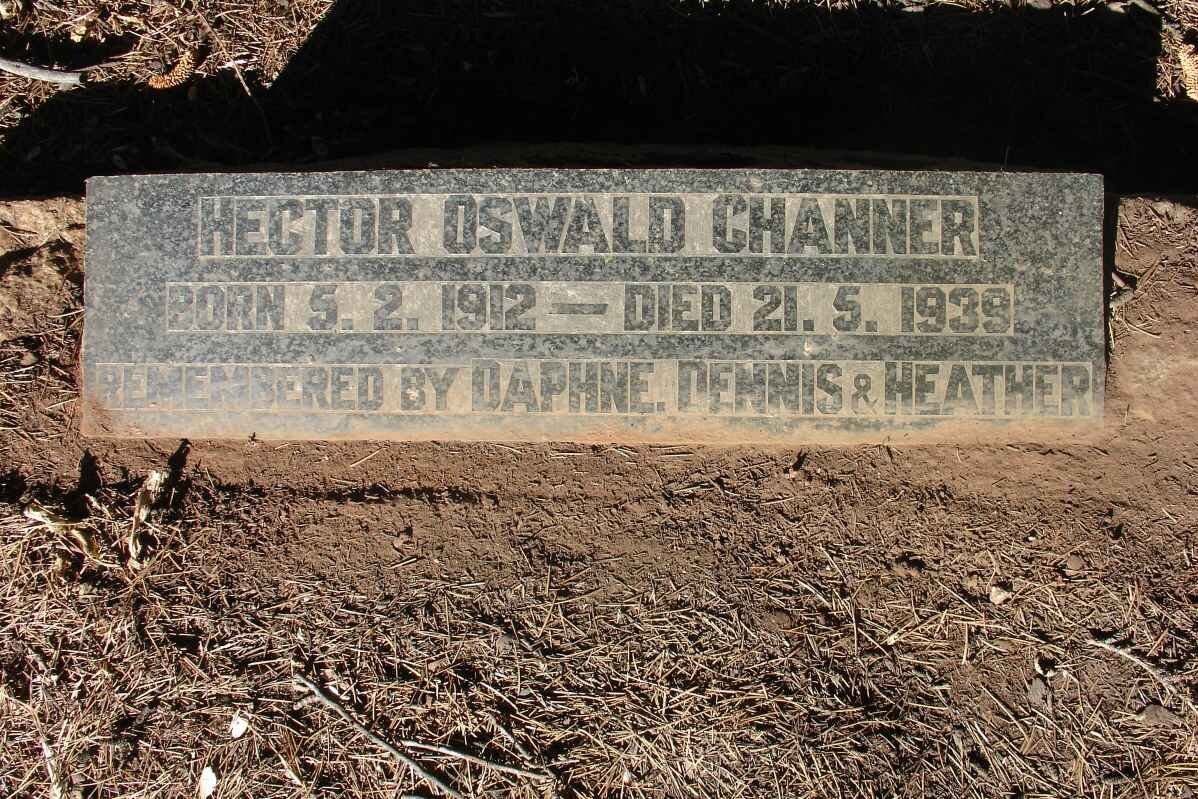 HECTOR OSWALD CHANNER
BORN 5. 2. 1912 — DIED 21. 5. 1939
REMEMBERED BY DAPHNE, DENNIS & HEATHER